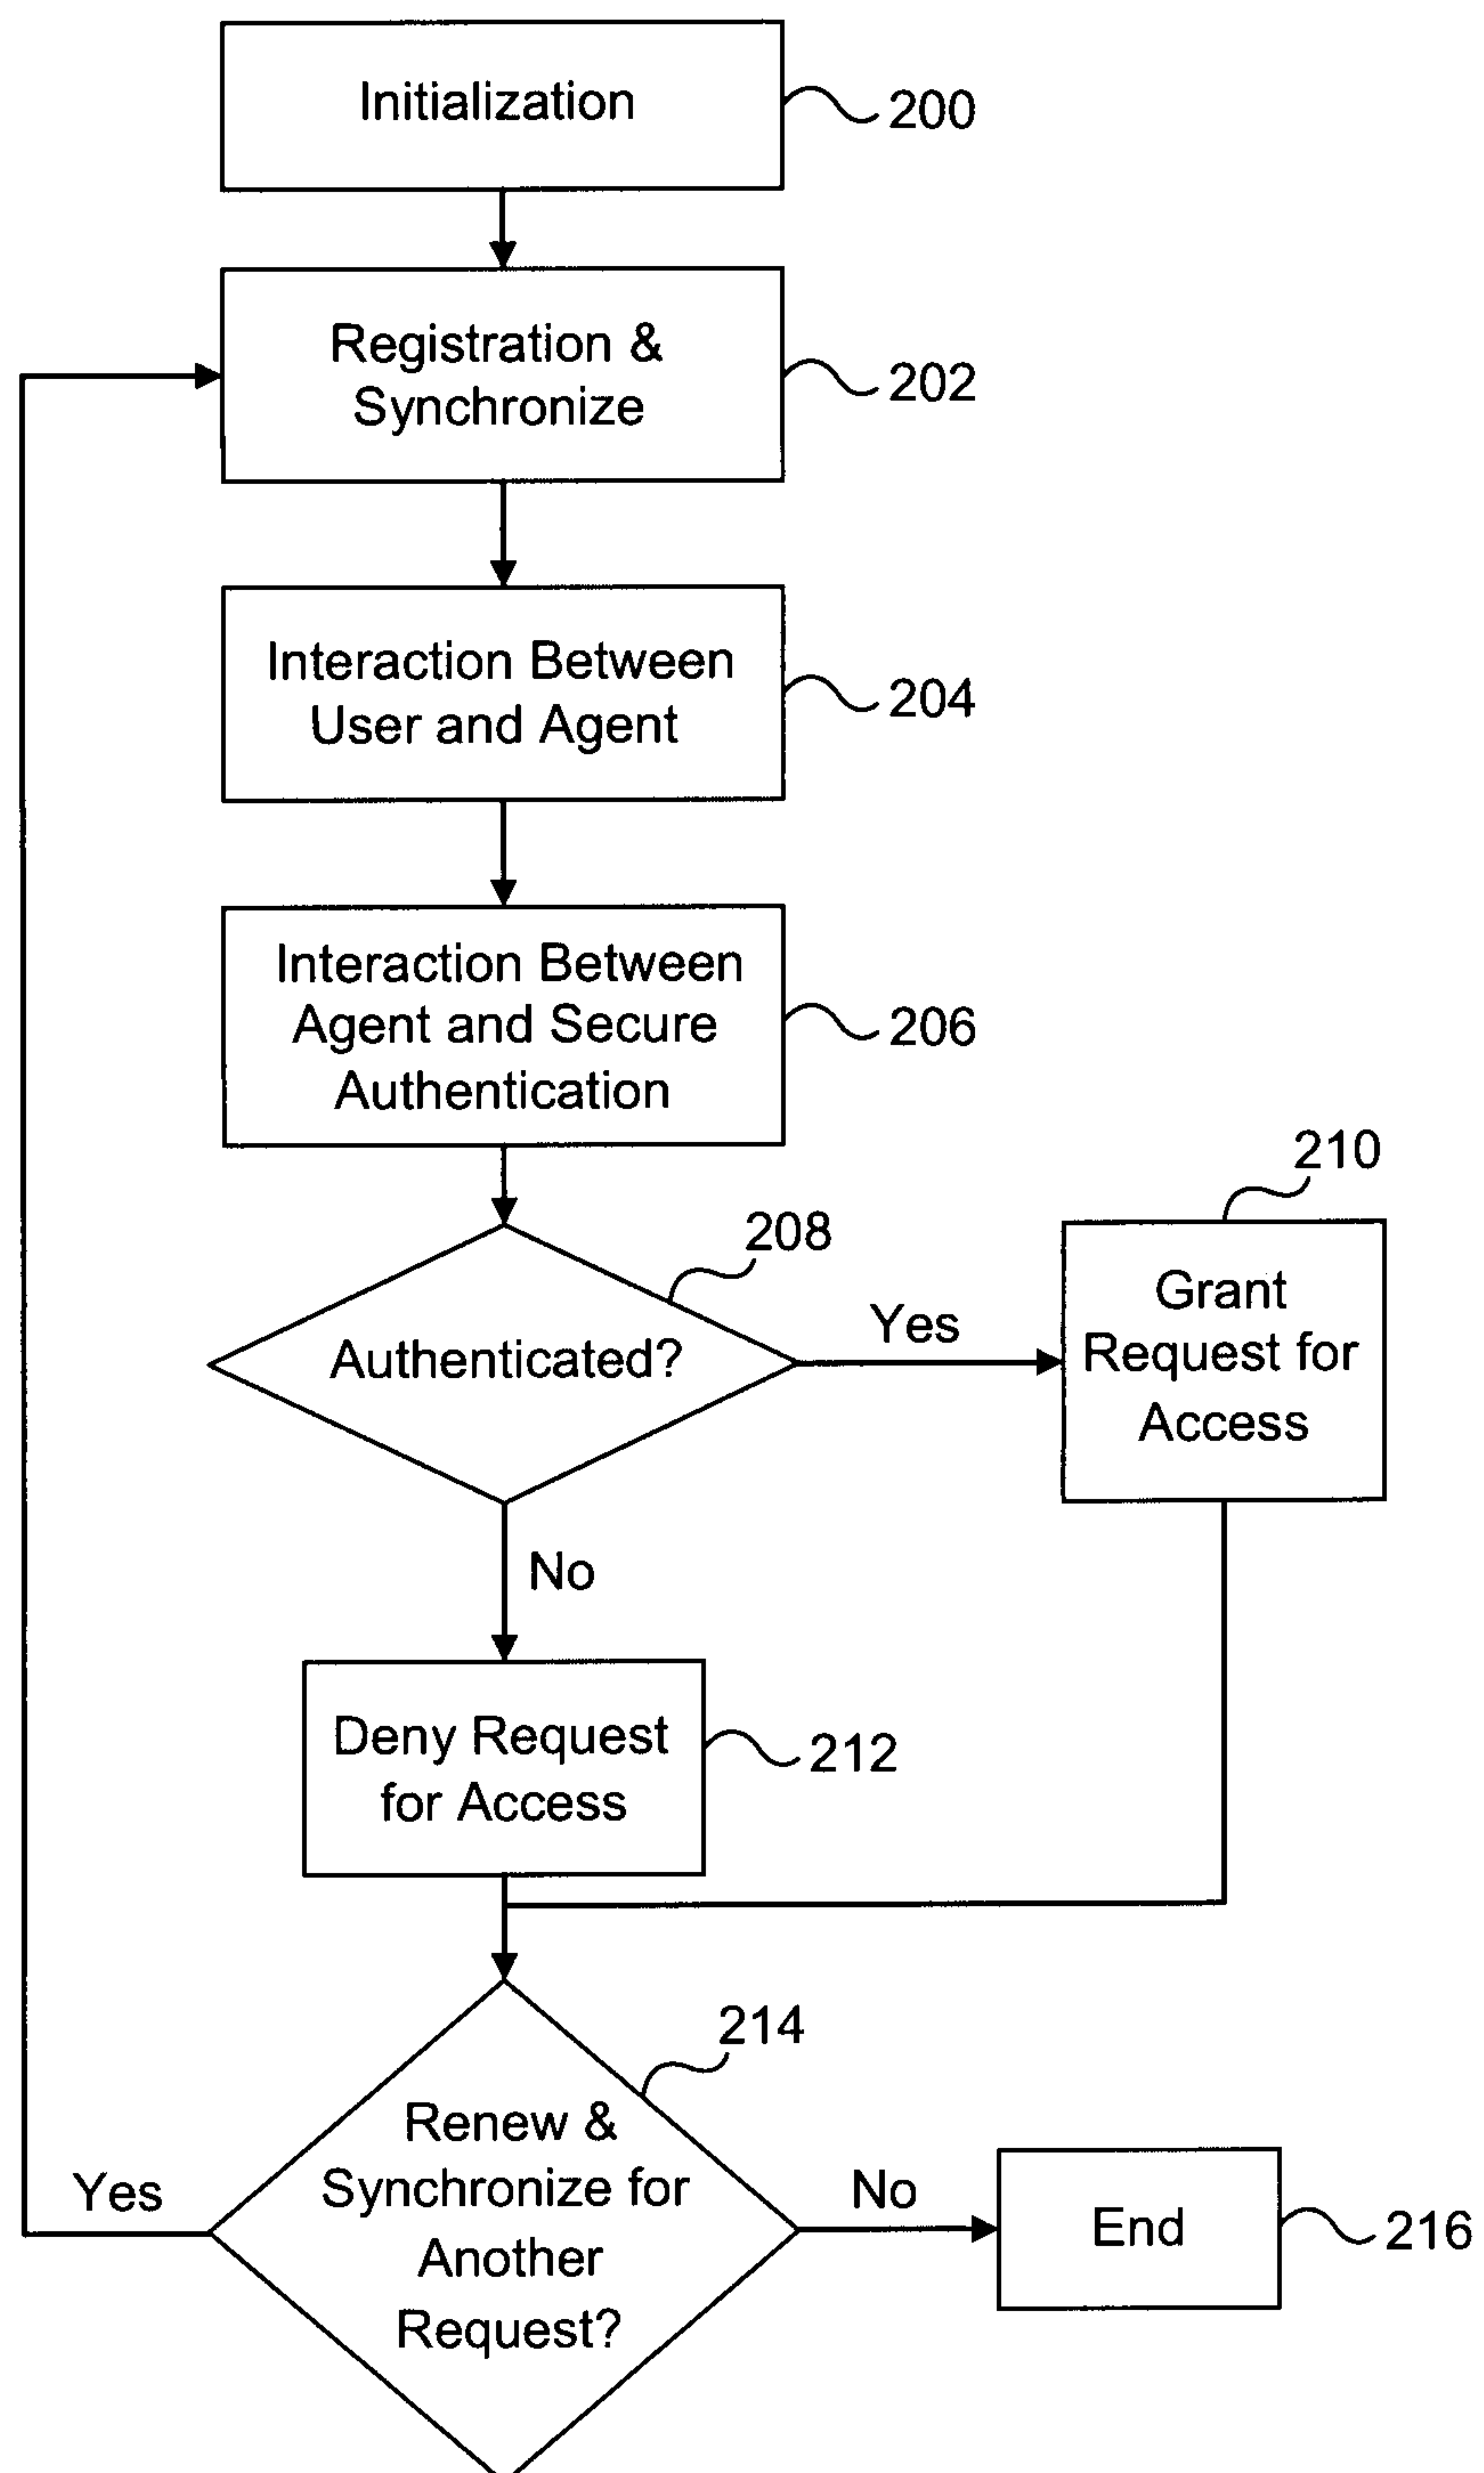 Initialization
200
Registration &
Synchronize
202
Interaction Between
User and Agent
204
Interaction Between
Agent and Secure
Authentication
206
208
Authenticated?
Yes
210
Grant
Request for
Access
No
Deny Request
for Access
212
214
Renew &
Synchronize for
Another
Request?
Yes
No
End
216